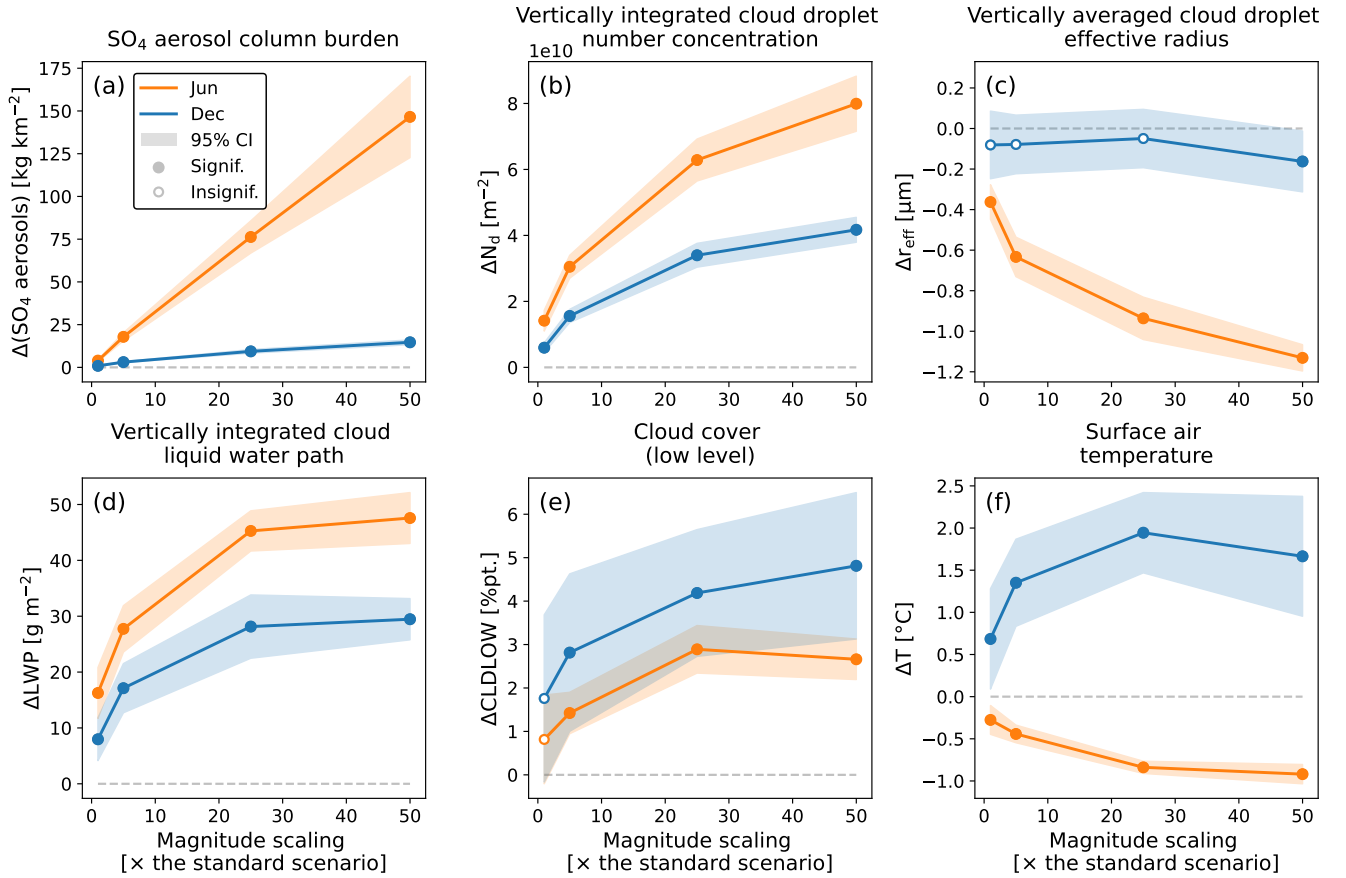 SO₄ aerosol column burden
(a)
Jun
Dec
95% CI
Signif.
Insignif.
Δ(SO₄ aerosols) [kg km⁻²]
175
150
125
100
75
50
25
0
0 10 20 30 40 50
Vertically integrated cloud droplet
number concentration
1e10
(b)
ΔN_d [m⁻²]
8
6
4
2
0
0 10 20 30 40 50
Vertically averaged cloud droplet
effective radius
(c)
Δr_eff [µm]
0.2
0.0
−0.2
−0.4
−0.6
−0.8
−1.0
−1.2
0 10 20 30 40 50
Vertically integrated cloud
liquid water path
(d)
ΔLWP [g m⁻²]
50
40
30
20
10
0
0 10 20 30 40 50
Magnitude scaling
[× the standard scenario]
Cloud cover
(low level)
(e)
ΔCLDLOW [%pt.]
6
5
4
3
2
1
0
0 10 20 30 40 50
Magnitude scaling
[× the standard scenario]
Surface air
temperature
(f)
ΔT [°C]
2.5
2.0
1.5
1.0
0.5
0.0
−0.5
−1.0
0 10 20 30 40 50
Magnitude scaling
[× the standard scenario]